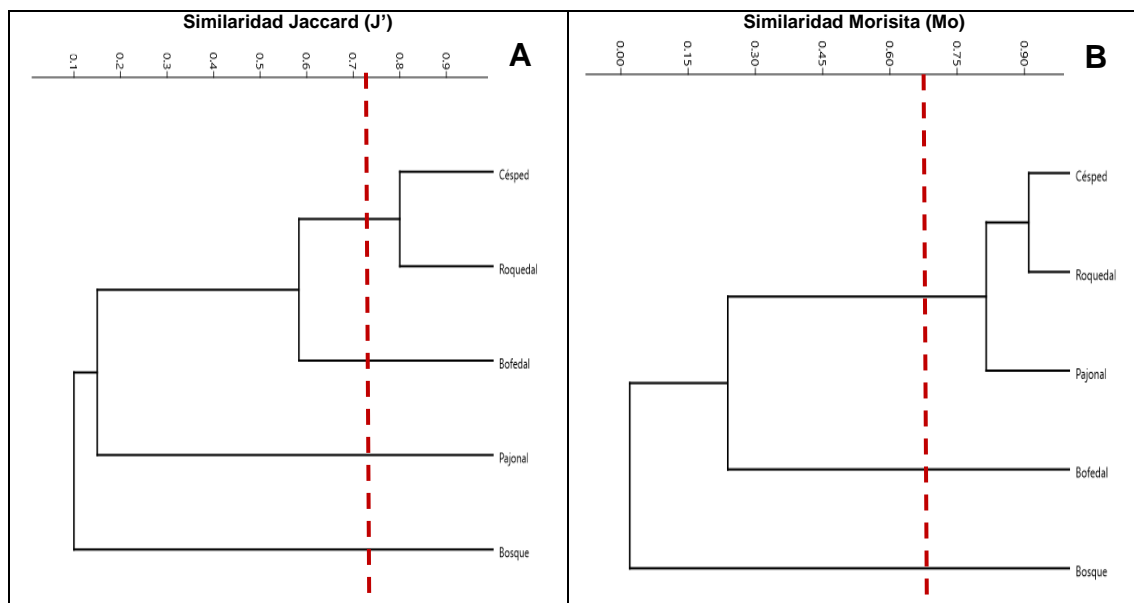 Similaridad Jaccard (J’)
A
0.1 0.2 0.3 0.4 0.5 0.6 0.7 0.8 0.9
Césped
Roquedal
Bofedal
Pajonal
Bosque
Similaridad Morisita (Mo)
B
0.00 0.15 0.30 0.45 0.60 0.75 0.90
Césped
Roquedal
Pajonal
Bofedal
Bosque